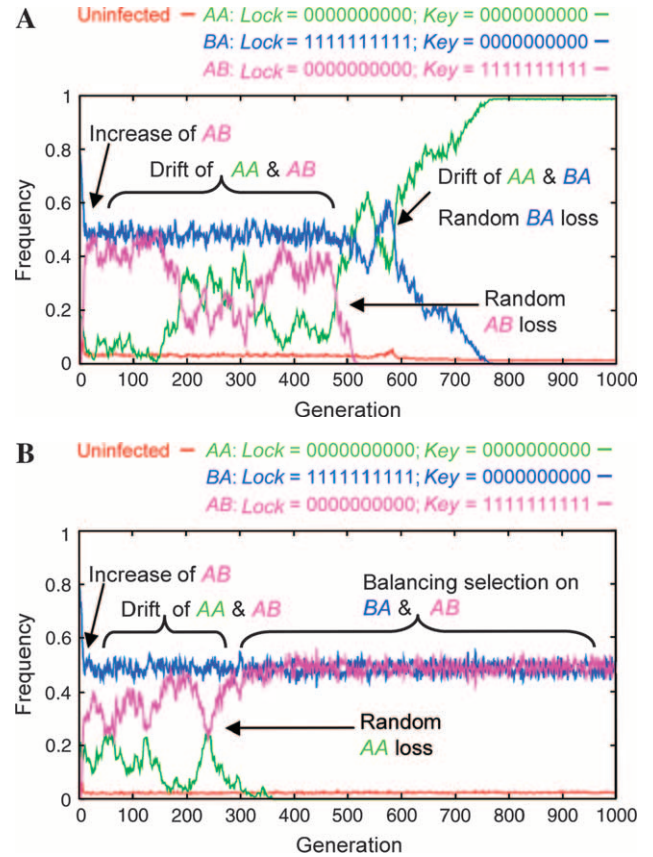 A
AA: Lock = 0000000000; Key = 0000000000
Uninfected BA: Lock = 1111111111; Key = 0000000000
AB: Lock = 0000000000; Key = 1111111111
1
0.8
0.6
0.4
0.2
0
Frequency
Increase of AB
Drift of AA & AB
Drift of AA & BA
Random BA loss
Random
AB loss
0 100 200 300 400 500 600 700 800 900 1000
Generation
B
Uninfected AA: Lock = 0000000000; Key = 0000000000
BA: Lock = 1111111111; Key = 0000000000
AB: Lock = 0000000000; Key = 1111111111
1
0.8
0.6
0.4
0.2
0
Frequency
Increase of AB
Drift of AA & AB
Balancing selection on
BA & AB
Random
AA loss
0 100 200 300 400 500 600 700 800 900 1000
Generation